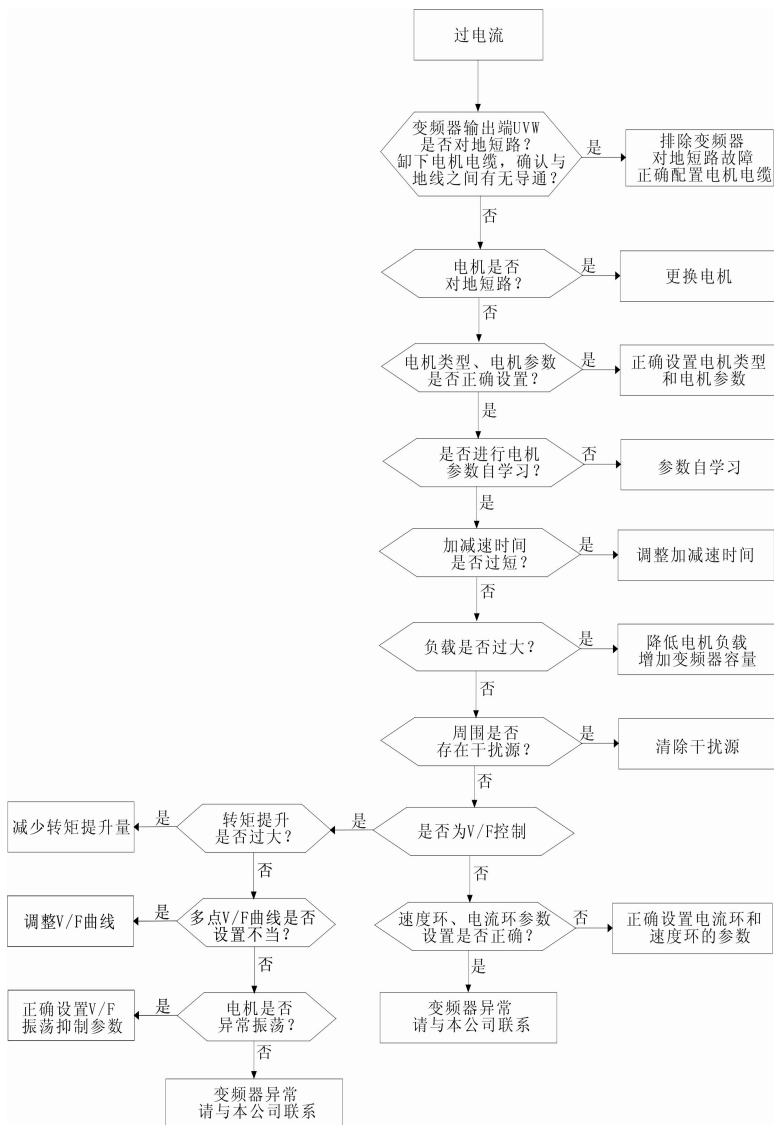 过电流
变频器输出端UVW
是否对地短路？
卸下电机电缆，确认与
地线之间有无导通？
是
排除变频器
对地短路故障
正确配置电机电缆
否
电机是否
对地短路？
是
更换电机
否
电机类型、电机参数
是否正确设置？
是
正确设置电机类型
和电机参数
是
是否进行电机
参数自学习？
否
参数自学习
是
加减速时间
是否过短？
是
调整加减速时间
否
负载是否过大？
是
降低电机负载
增加变频器容量
否
周围是否
存在干扰源？
是
清除干扰源
否
是否为V/F控制
是
转矩提升
是否过大？
是
减少转矩提升量
否
多点V/F曲线是否
设置不当？
是
调整V/F曲线
否
电机是否
异常振荡？
是
正确设置V/F
振荡抑制参数
否
变频器异常
请与本公司联系
否
速度环、电流环参数
设置是否正确？
否
正确设置电流环和
速度环的参数
是
变频器异常
请与本公司联系